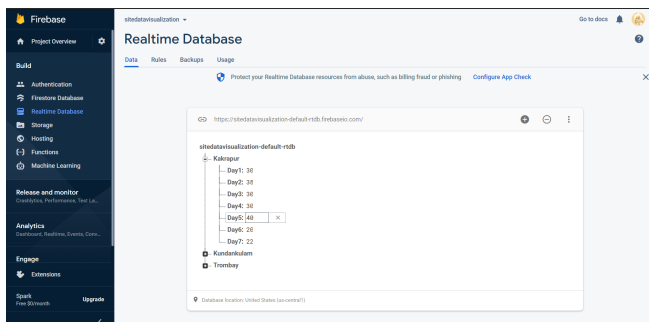 Firebase
Project Overview
Build
Authentication
Firestore Database
Realtime Database
Storage
Hosting
Functions
Machine Learning
Release and monitor
Crashlytics, Performance, Test La...
Analytics
Dashboard, Realtime, Events, Conv...
Engage
Extensions
Spark
Free $0/month
Upgrade
sitedatavisualization
Go to docs
Realtime Database
Data Rules Backups Usage
Protect your Realtime Database resources from abuse, such as billing fraud or phishing Configure App Check
https://sitedatavisualization-default-rtdb.firebaseio.com/
sitedatavisualization-default-rtdb
Kakrapur
Day1: 30
Day2: 38
Day3: 30
Day4: 30
Day5: 40
Day6: 20
Day7: 22
Kundankulam
Trombay
Database location: United States (us-central1)